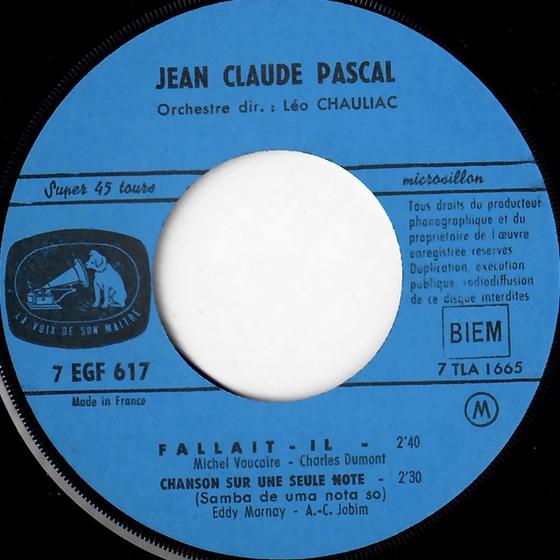 JEAN CLAUDE PASCAL
Orchestre dir. : Léo CHAULIAC
Super 45 tours
microsillon
Tous droits du producteur
phonographique et du
proprietaire de l œuvre
enregistrée réservés
Duplication, exécution
publique, radiodiffusion
de ce disque interdites
LA VOIX DE SON MAITRE
BIEM
7 EGF 617
7 TLA 1665
Made in France
M
FALLAIT - IL - 2'40
Michel Vaucaire - Charles Dumont
CHANSON SUR UNE SEULE NOTE - 2'30
(Samba de uma nota so)
Eddy Marnay - A.-C. Jobim